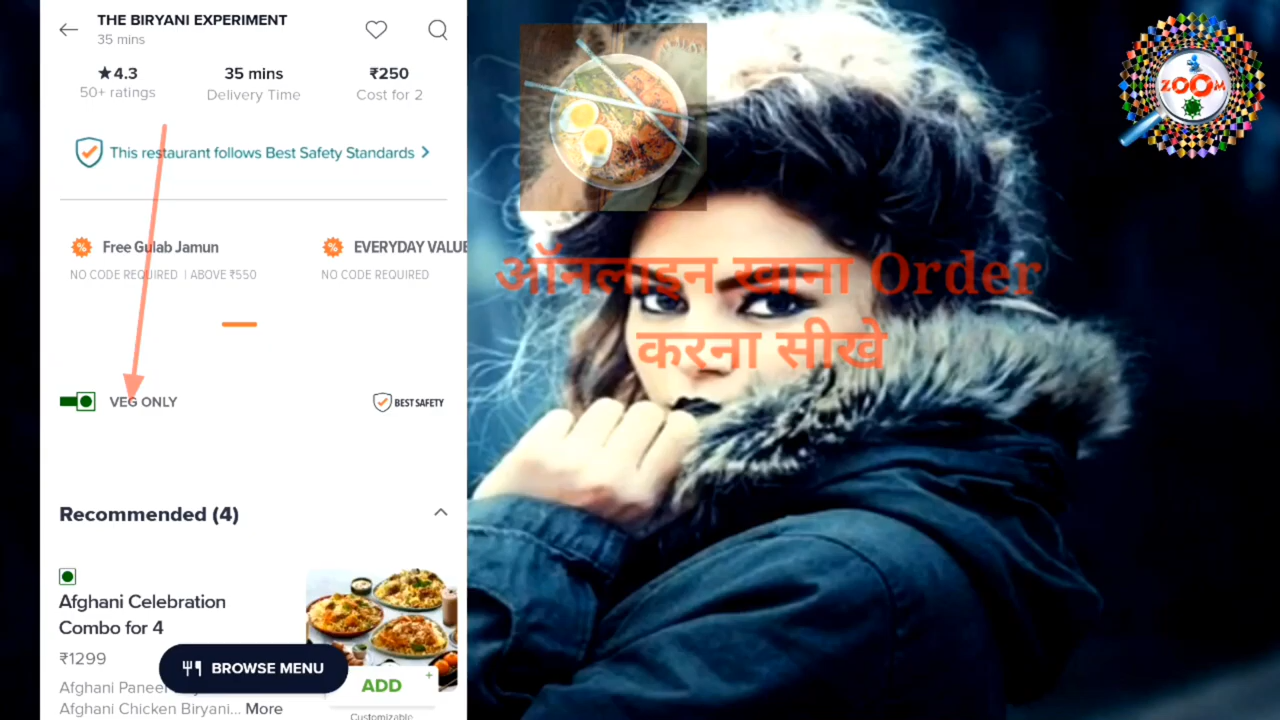 THE BIRYANI EXPERIMENT
35 mins
★4.3
50+ ratings
35 mins
Delivery Time
₹250
Cost for 2
This restaurant follows Best Safety Standards
Free Gulab Jamun
NO CODE REQUIRED | ABOVE ₹550
EVERYDAY VALUE
NO CODE REQUIRED
VEG ONLY
BEST SAFETY
Recommended (4)
Afghani Celebration
Combo for 4
₹1299
Afghani Paneer
Afghani Chicken Biryani... More
BROWSE MENU
ADD
+
Customizable
ऑनलाइन खाना Order
करना सीखे
ZOOM